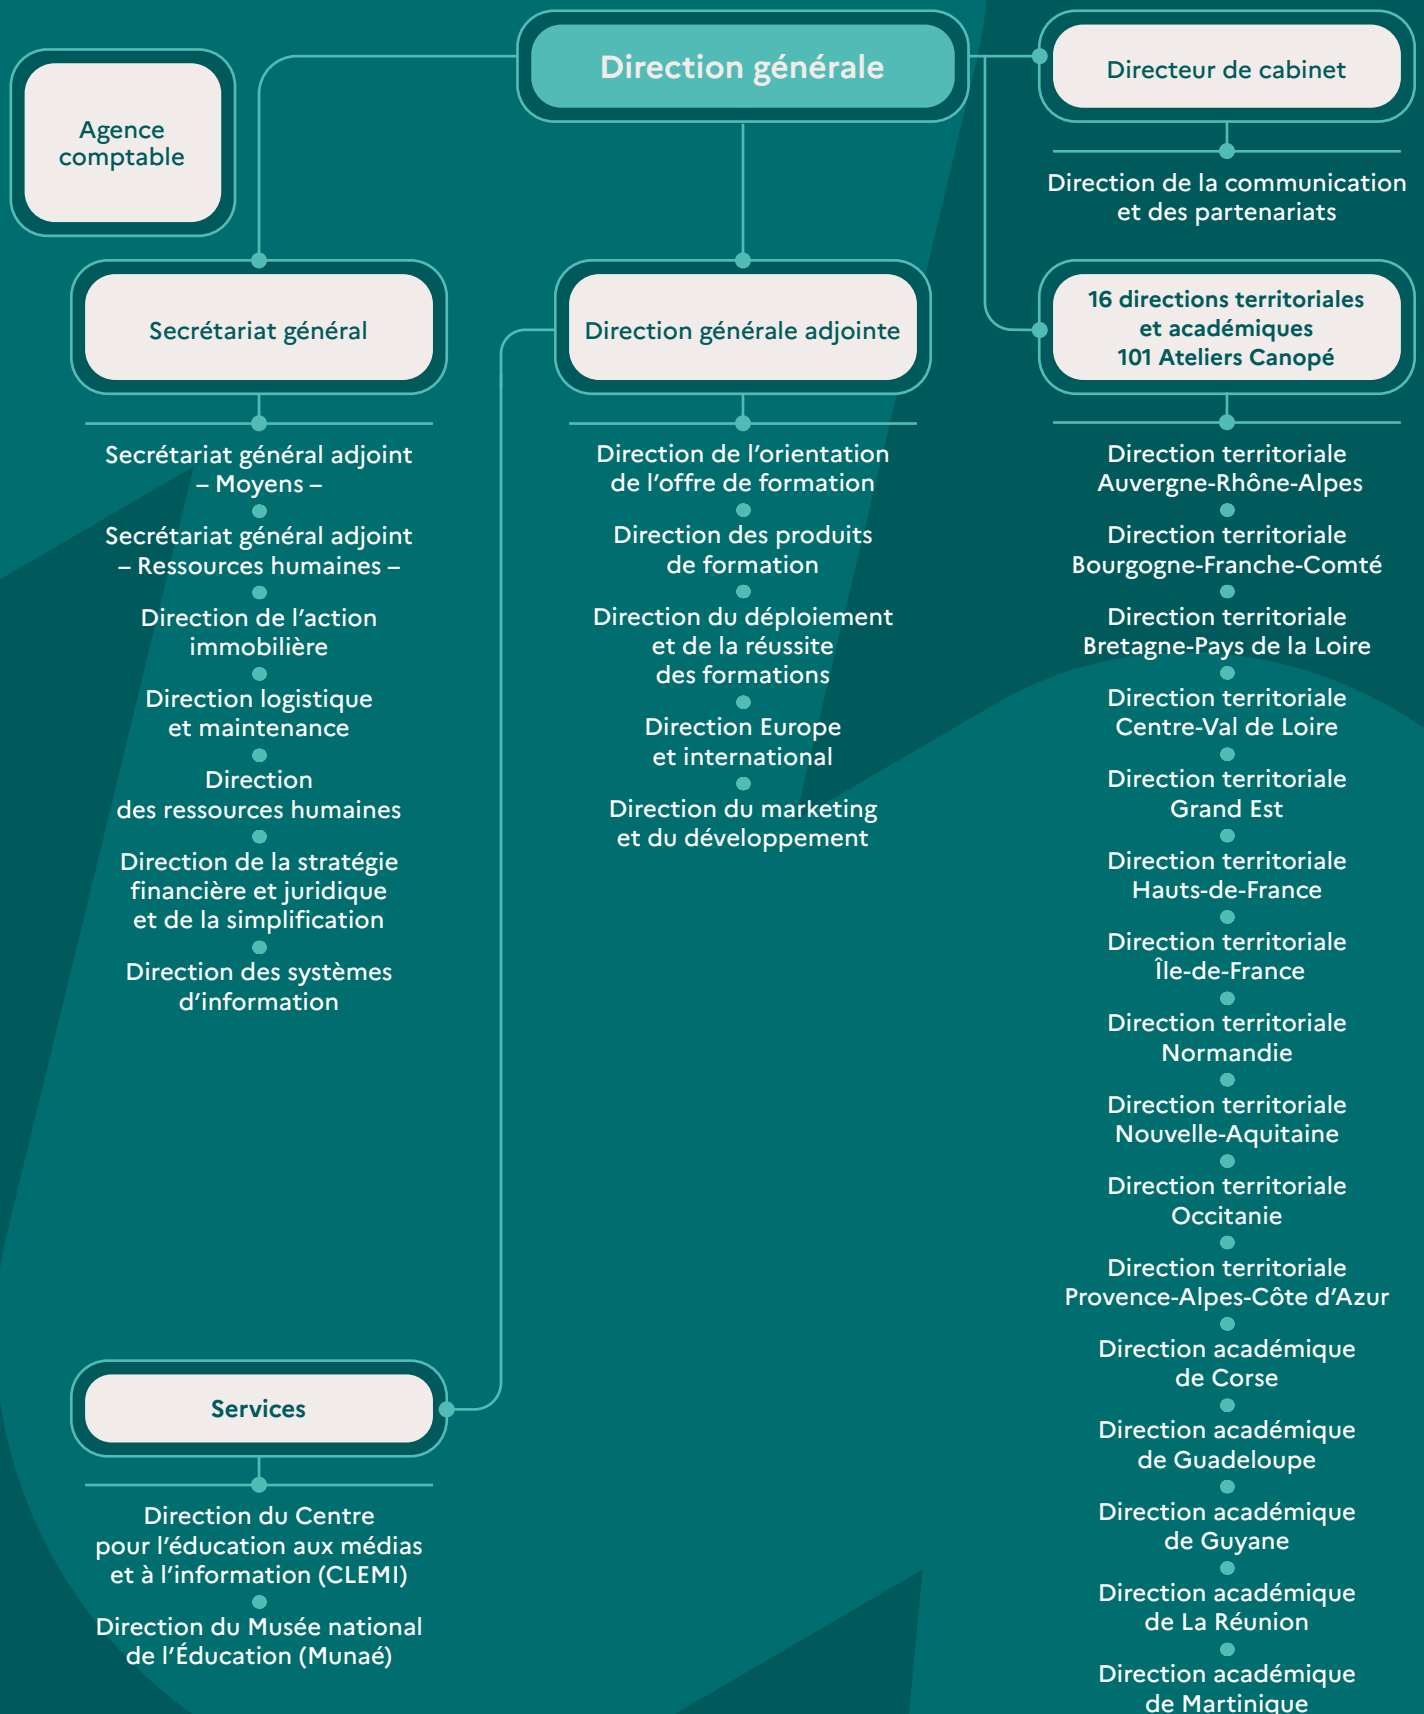 Direction générale
Directeur de cabinet
Direction de la communication
et des partenariats
Agence
comptable
Secrétariat général
Secrétariat général adjoint
– Moyens –
Secrétariat général adjoint
– Ressources humaines –
Direction de l’action
immobilière
Direction logistique
et maintenance
Direction
des ressources humaines
Direction de la stratégie
financière et juridique
et de la simplification
Direction des systèmes
d’information
Direction générale adjointe
Direction de l’orientation
de l’offre de formation
Direction des produits
de formation
Direction du déploiement
et de la réussite
des formations
Direction Europe
et international
Direction du marketing
et du développement
16 directions territoriales
et académiques
101 Ateliers Canopé
Direction territoriale
Auvergne-Rhône-Alpes
Direction territoriale
Bourgogne-Franche-Comté
Direction territoriale
Bretagne-Pays de la Loire
Direction territoriale
Centre-Val de Loire
Direction territoriale
Grand Est
Direction territoriale
Hauts-de-France
Direction territoriale
Île-de-France
Direction territoriale
Normandie
Direction territoriale
Nouvelle-Aquitaine
Direction territoriale
Occitanie
Direction territoriale
Provence-Alpes-Côte d’Azur
Direction académique
de Corse
Direction académique
de Guadeloupe
Direction académique
de Guyane
Direction académique
de La Réunion
Direction académique
de Martinique
Services
Direction du Centre
pour l’éducation aux médias
et à l’information (CLEMI)
Direction du Musée national
de l’Éducation (Munaé)